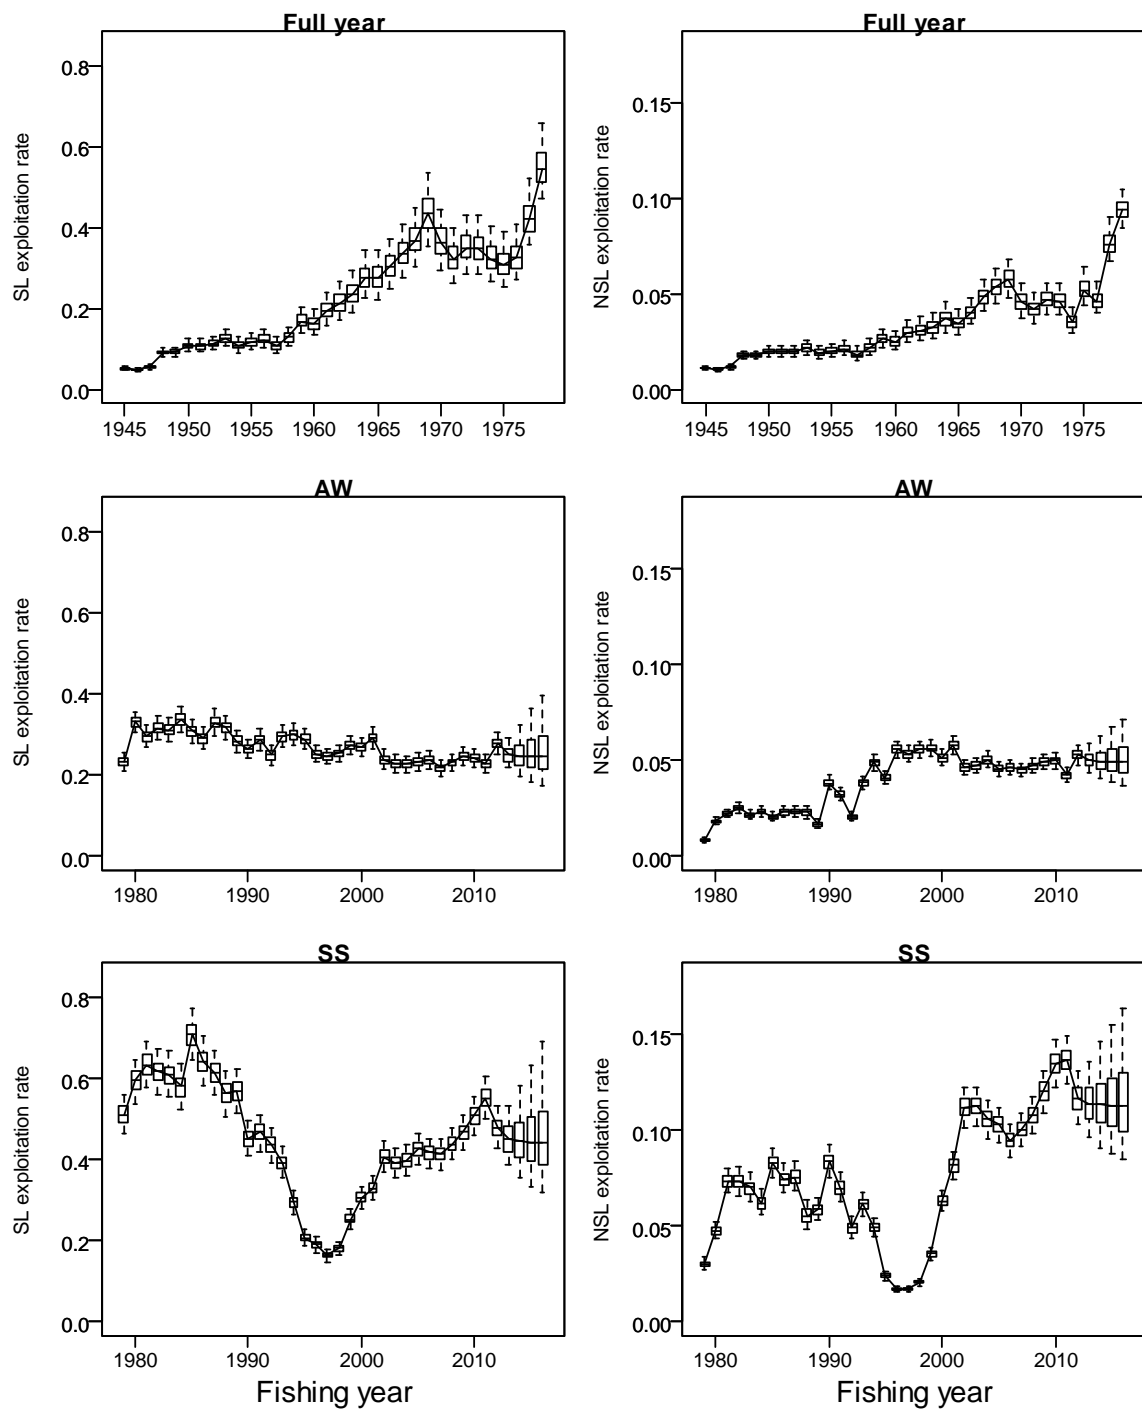 Full year
SL exploitation rate
0.8
0.6
0.4
0.2
0.0
1945 1950 1955 1960 1965 1970 1975
Full year
NSL exploitation rate
0.15
0.10
0.05
0.00
1945 1950 1955 1960 1965 1970 1975
AW
SL exploitation rate
0.8
0.6
0.4
0.2
0.0
1980 1990 2000 2010
AW
NSL exploitation rate
0.15
0.10
0.05
0.00
1980 1990 2000 2010
SS
SL exploitation rate
0.8
0.6
0.4
0.2
0.0
1980 1990 2000 2010
Fishing year
SS
NSL exploitation rate
0.15
0.10
0.05
0.00
1980 1990 2000 2010
Fishing year